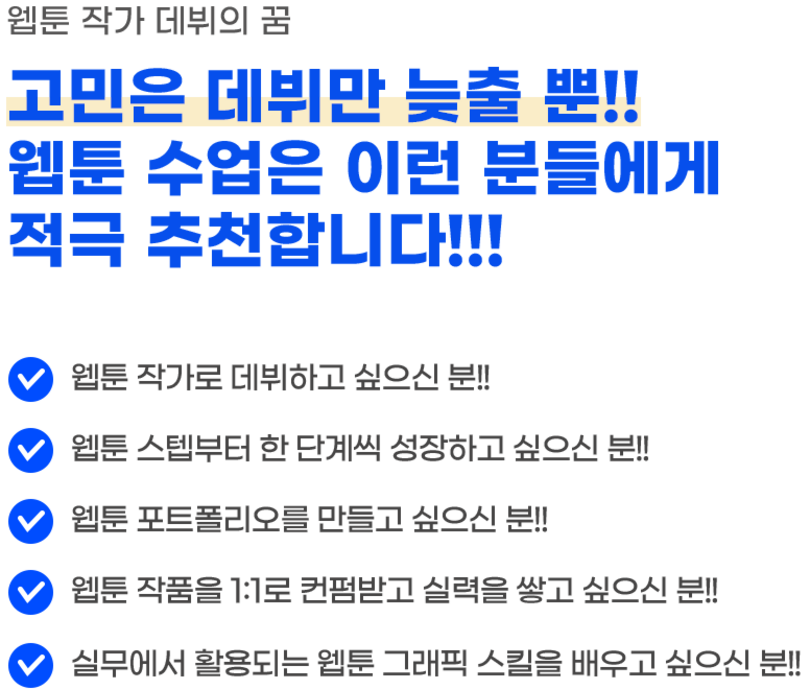 웹툰 작가 데뷔의 꿈
고민은 데뷔만 늦출 뿐!!
웹툰 수업은 이런 분들에게
적극 추천합니다!!!
웹툰 작가로 데뷔하고 싶으신 분!!
웹툰 스텝부터 한 단계씩 성장하고 싶으신 분!!
웹툰 포트폴리오를 만들고 싶으신 분!!
웹툰 작품을 1:1로 컨펌받고 실력을 쌓고 싶으신 분!!
실무에서 활용되는 웹툰 그래픽 스킬을 배우고 싶으신 분!!